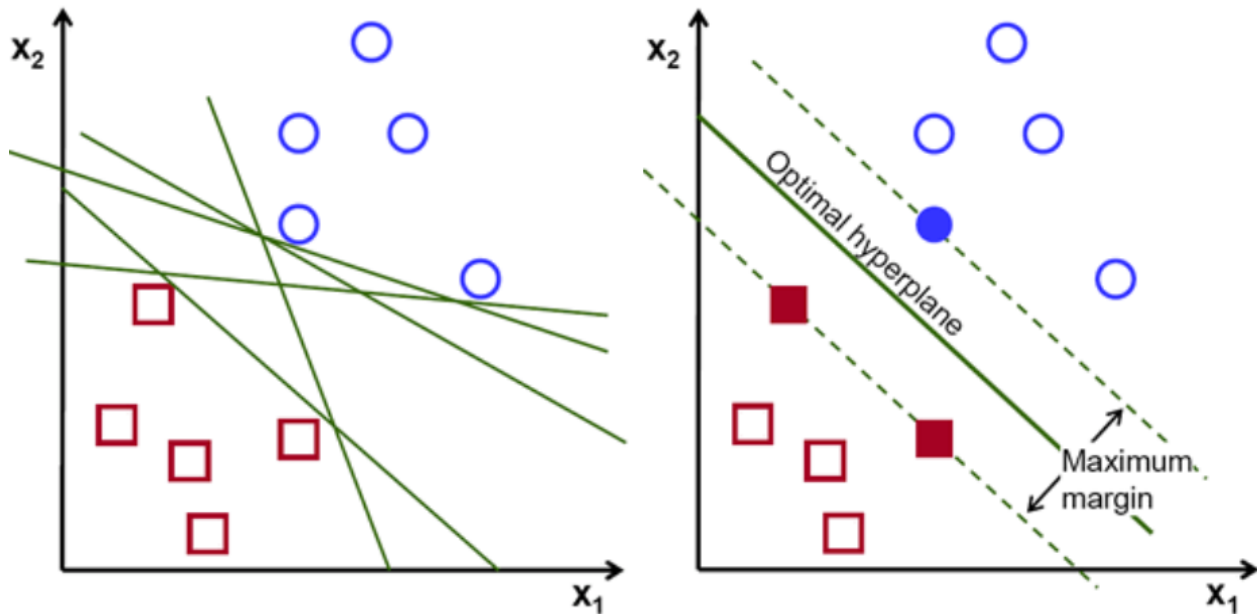 x₂
x₁
x₂
Optimal hyperplane
Maximum
margin
x₁